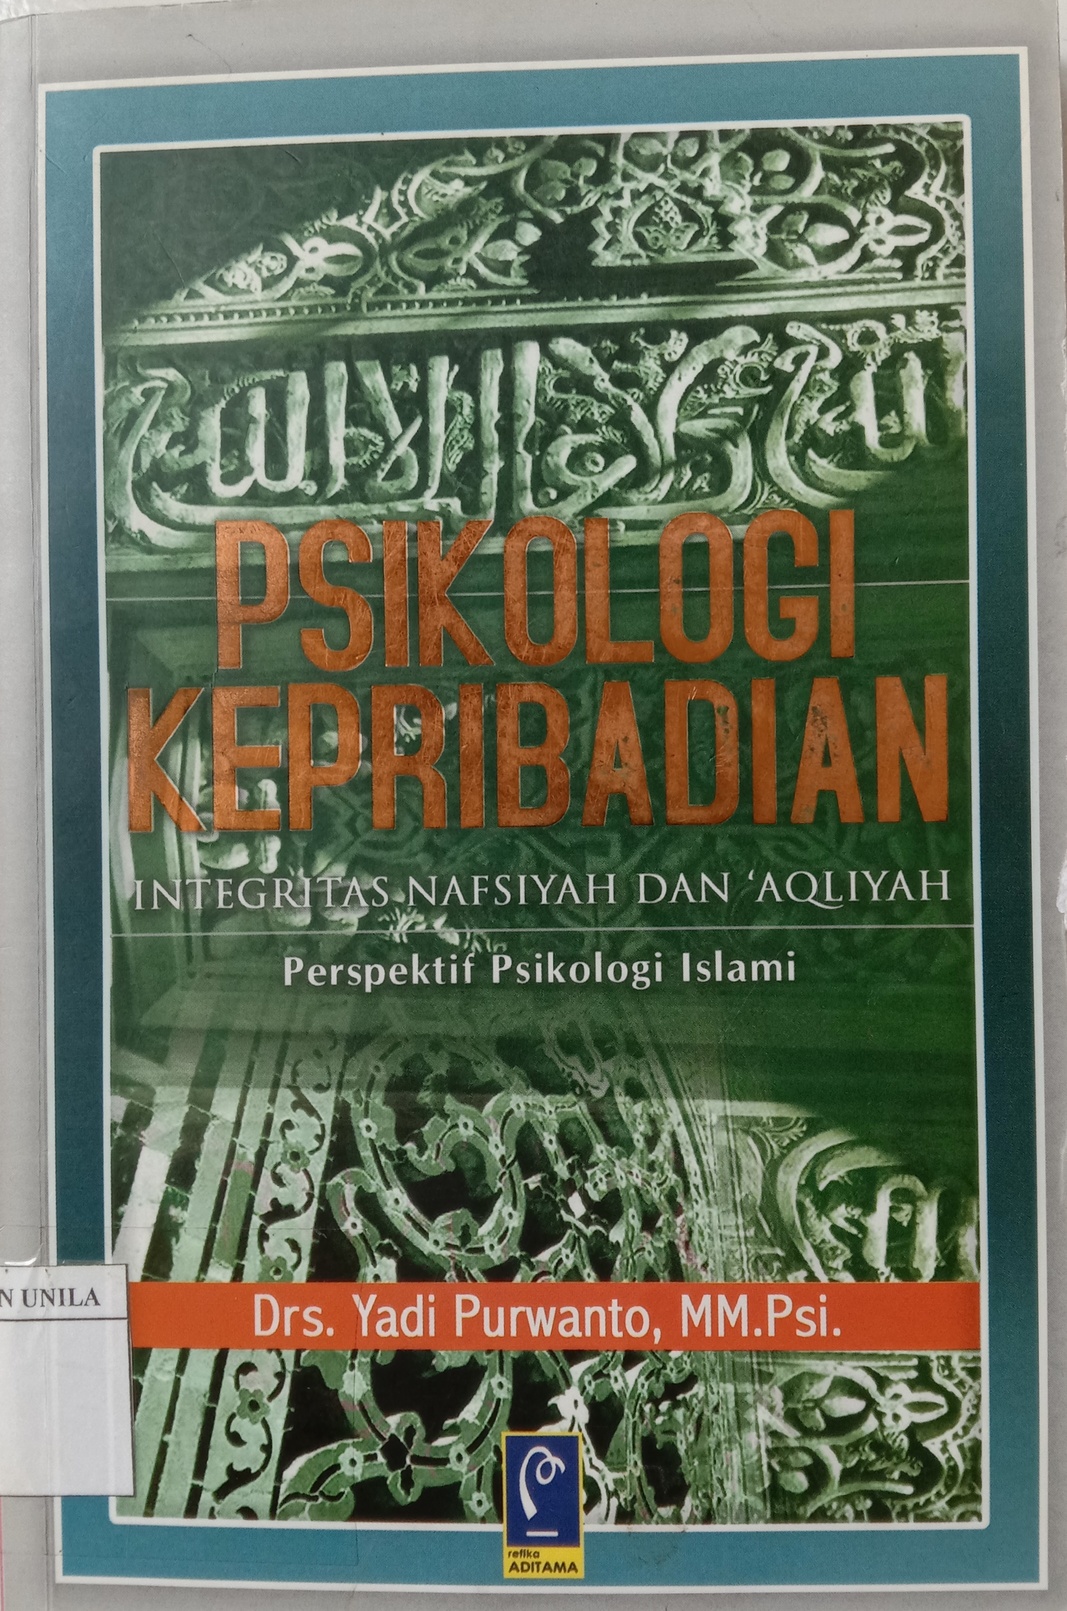 PSIKOLOGI
KEPRIBADIAN
INTEGRITAS NAFSIYAH DAN ‘AQLIYAH
Perspektif Psikologi Islami
N UNILA
Drs. Yadi Purwanto, MM.Psi.
refika
ADITAMA